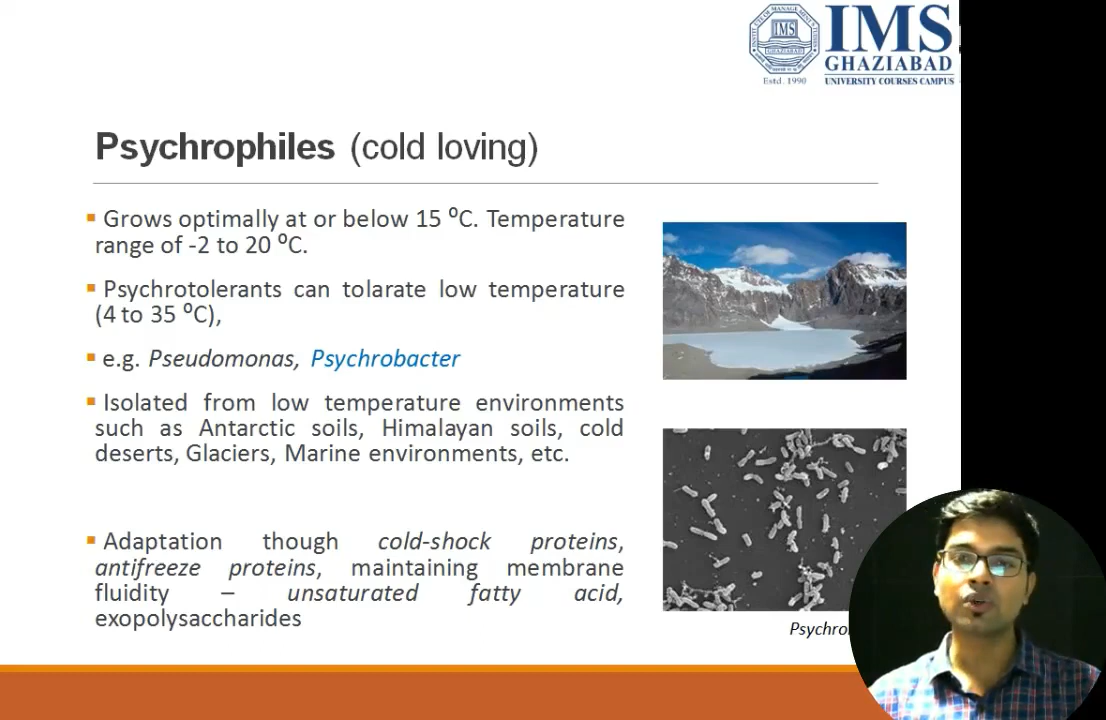 IMS
GHAZIABAD
Estd. 1990
UNIVERSITY COURSES CAMPUS
Psychrophiles (cold loving)
▪ Grows optimally at or below 15 ⁰C. Temperature
range of -2 to 20 ⁰C.
▪ Psychrotolerants can tolarate low temperature
(4 to 35 ⁰C),
▪ e.g. Pseudomonas, Psychrobacter
▪ Isolated from low temperature environments
such as Antarctic soils, Himalayan soils, cold
deserts, Glaciers, Marine environments, etc.
▪ Adaptation though cold-shock proteins,
antifreeze proteins, maintaining membrane
fluidity – unsaturated fatty acid,
exopolysaccharides